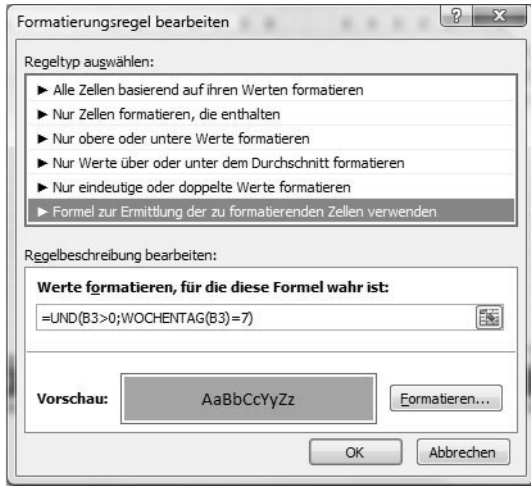 Formatierungsregel bearbeiten
Regeltyp auswählen:
► Alle Zellen basierend auf ihren Werten formatieren
► Nur Zellen formatieren, die enthalten
► Nur obere oder untere Werte formatieren
► Nur Werte über oder unter dem Durchschnitt formatieren
► Nur eindeutige oder doppelte Werte formatieren
► Formel zur Ermittlung der zu formatierenden Zellen verwenden
Regelbeschreibung bearbeiten:
Werte formatieren, für die diese Formel wahr ist:
=UND(B3>0;WOCHENTAG(B3)=7)
Vorschau: AaBbCcYyZz Formatieren...
OK Abbrechen